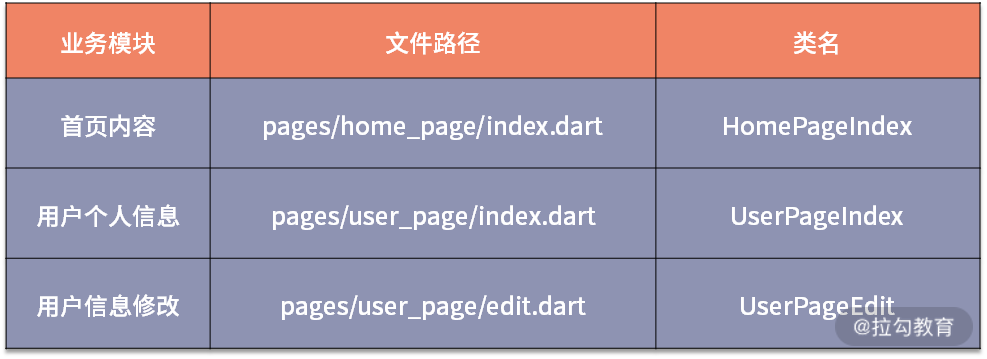 业务模块 文件路径 类名
首页内容 pages/home_page/index.dart HomePageIndex
用户个人信息 pages/user_page/index.dart UserPageIndex
用户信息修改 pages/user_page/edit.dart UserPageEdit
@拉勾教育